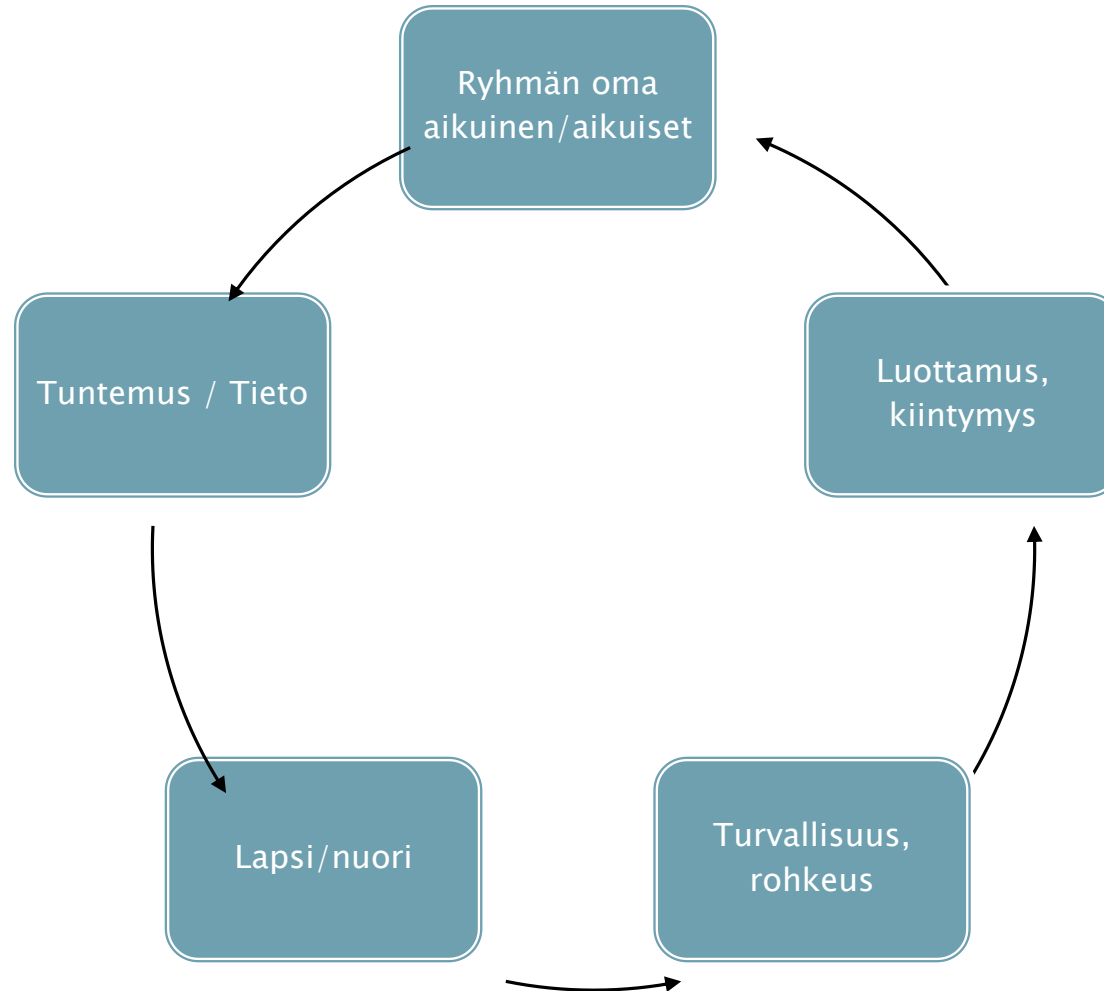 Ryhmän oma
aikuinen/aikuiset
Tuntemus / Tieto
Luottamus,
kiintymys
Lapsi/nuori
Turvallisuus,
rohkeus